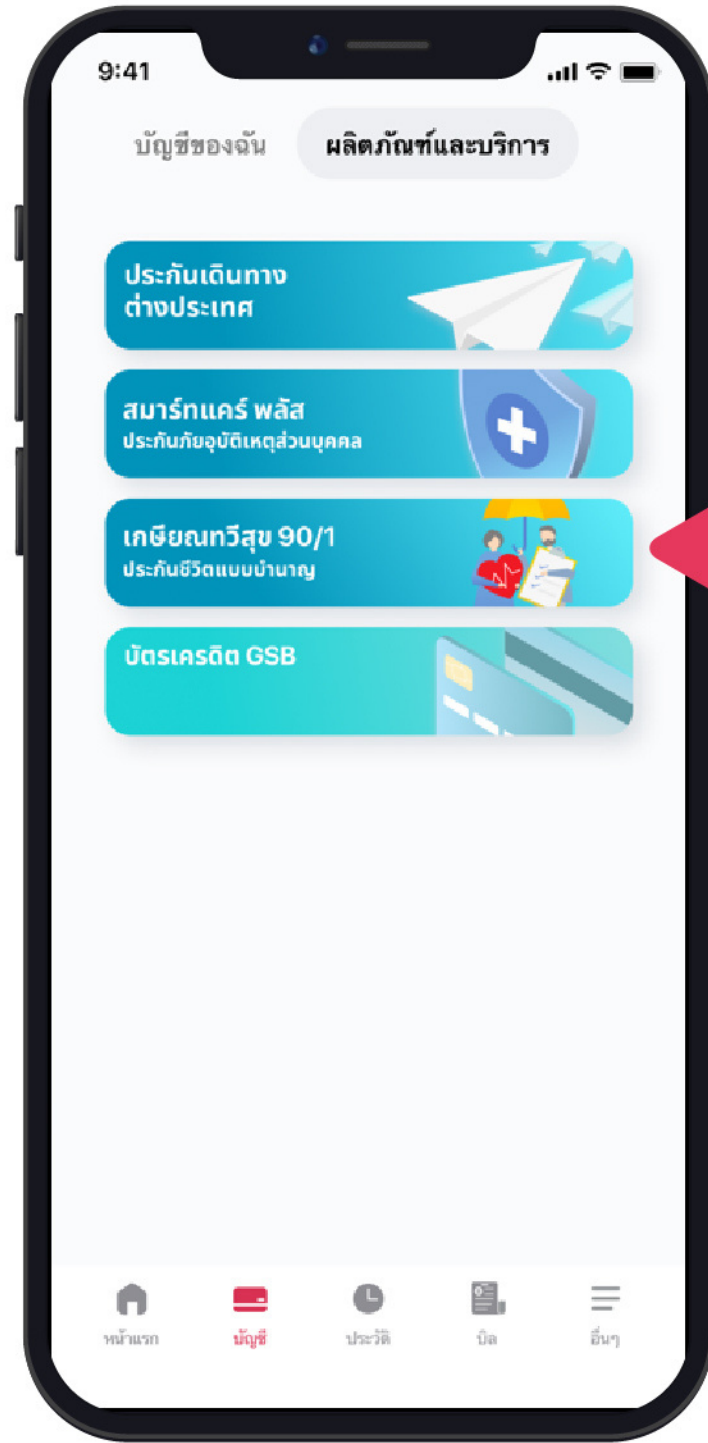 9:41
บัญชีของฉัน
ผลิตภัณฑ์และบริการ
ประกันเดินทาง
ต่างประเทศ
สมาร์ทแคร์ พลัส
ประกันภัยอุบัติเหตุส่วนบุคคล
เกษียณทวีสุข 90/1
ประกันชีวิตแบบบำนาญ
บัตรเครดิต GSB
หน้าแรก
บัญชี
ประวัติ
บิล
อื่นๆ